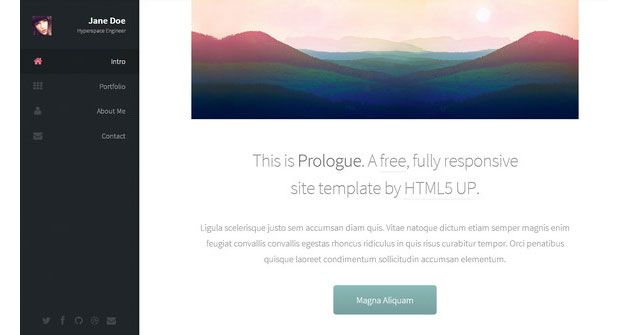 Jane Doe
Hyperspace Engineer
Intro
Portfolio
About Me
Contact
This is Prologue. A free, fully responsive
site template by HTML5 UP.
Ligula scelerisque justo sem accumsan diam quis. Vitae natoque dictum etiam semper magnis enim
feugiat convallis convallis egestas rhoncus ridiculus in quis risus curabitur tempor. Orci penatibus
quisque laoreet condimentum sollicitudin accumsan elementum.
Magna Aliquam